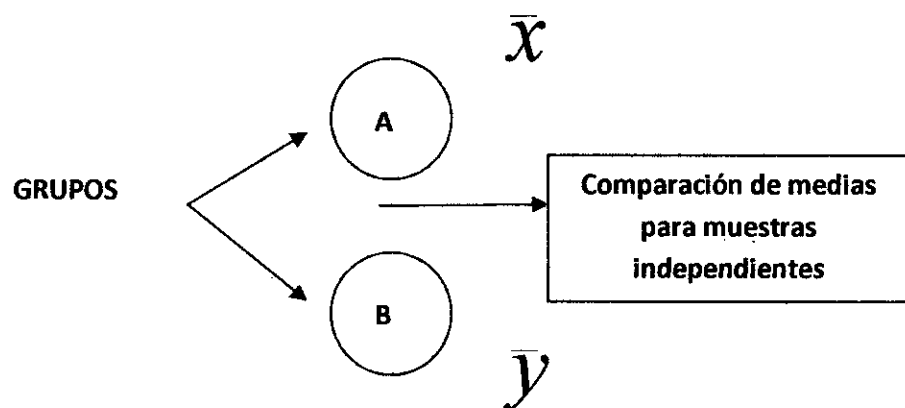 x̄
A
GRUPOS
Comparación de medias
para muestras
independientes
B
ȳ